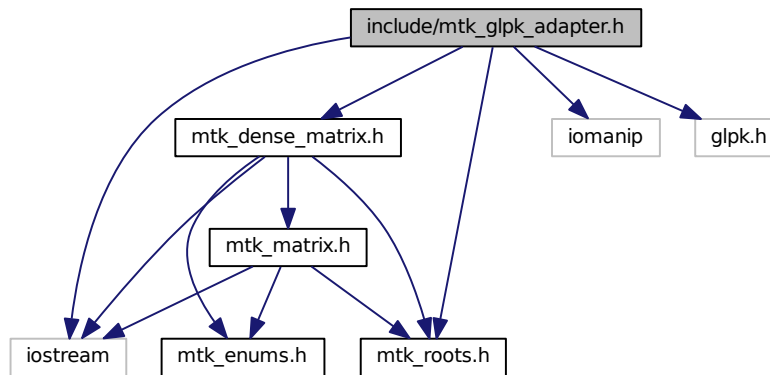 include/mtk_glpk_adapter.h
mtk_dense_matrix.h
iomanip
glpk.h
mtk_matrix.h
iostream
mtk_enums.h
mtk_roots.h